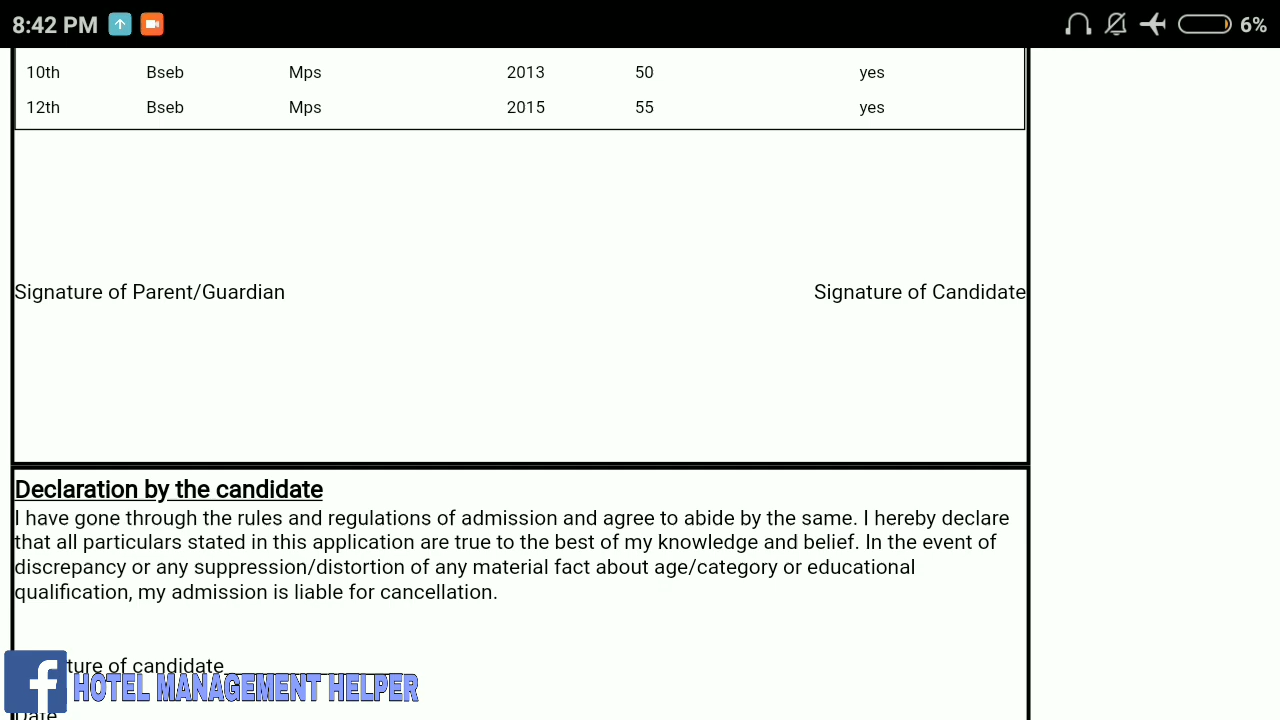 8:42 PM 6%
10th Bseb Mps 2013 50 yes
12th Bseb Mps 2015 55 yes
Signature of Parent/Guardian Signature of Candidate
Declaration by the candidate
I have gone through the rules and regulations of admission and agree to abide by the same. I hereby declare
that all particulars stated in this application are true to the best of my knowledge and belief. In the event of
discrepancy or any suppression/distortion of any material fact about age/category or educational
qualification, my admission is liable for cancellation.
ture of candidate
f HOTEL MANAGEMENT HELPER
Date